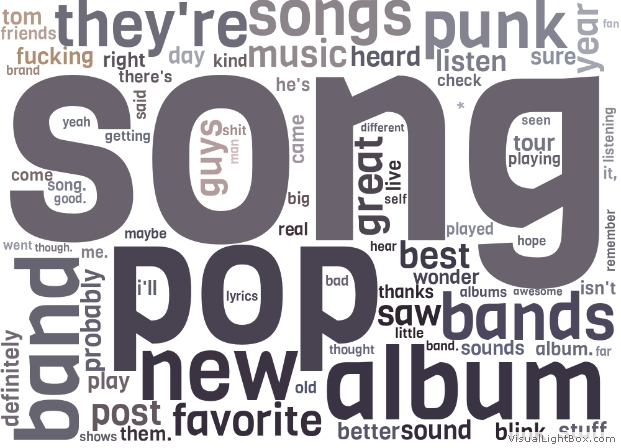 tom
they're
songs
punk
year
fan
friends
fucking
right
day
kind
music
heard
listen
sure
brand
there's
he's
check
*
song
said
yeah
getting
guys
shit
man
came
different
great
live
self
seen
tour
playing
listening
it,
come
song.
good.
big
real
maybe
played
hope
remember
went
though.
me.
hear
best
pop
i'll
lyrics
bad
wonder
isn't
band
probably
thanks
albums
awesome
saw
bands
little
definitely
new
thought
band.
sounds
album.
far
play
old
album
post
favorite
shows
them.
better
sound
blink
stuff
VisualLightBox.com